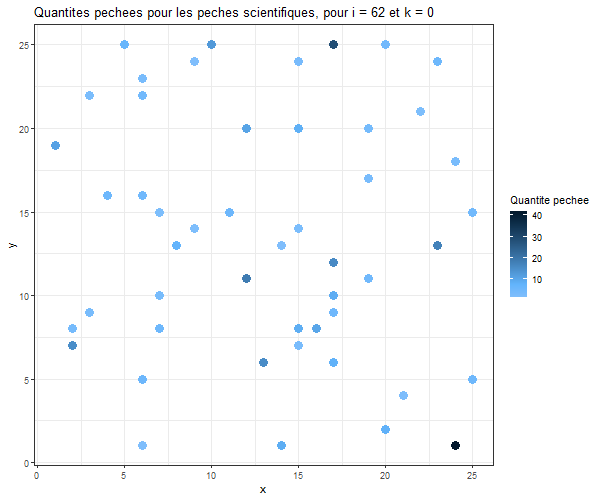 Quantites pechees pour les peches scientifiques, pour i = 62 et k = 0
25
20
15
10
5
0
y
0 5 10 15 20 25
x
Quantite pechee
40
30
20
10